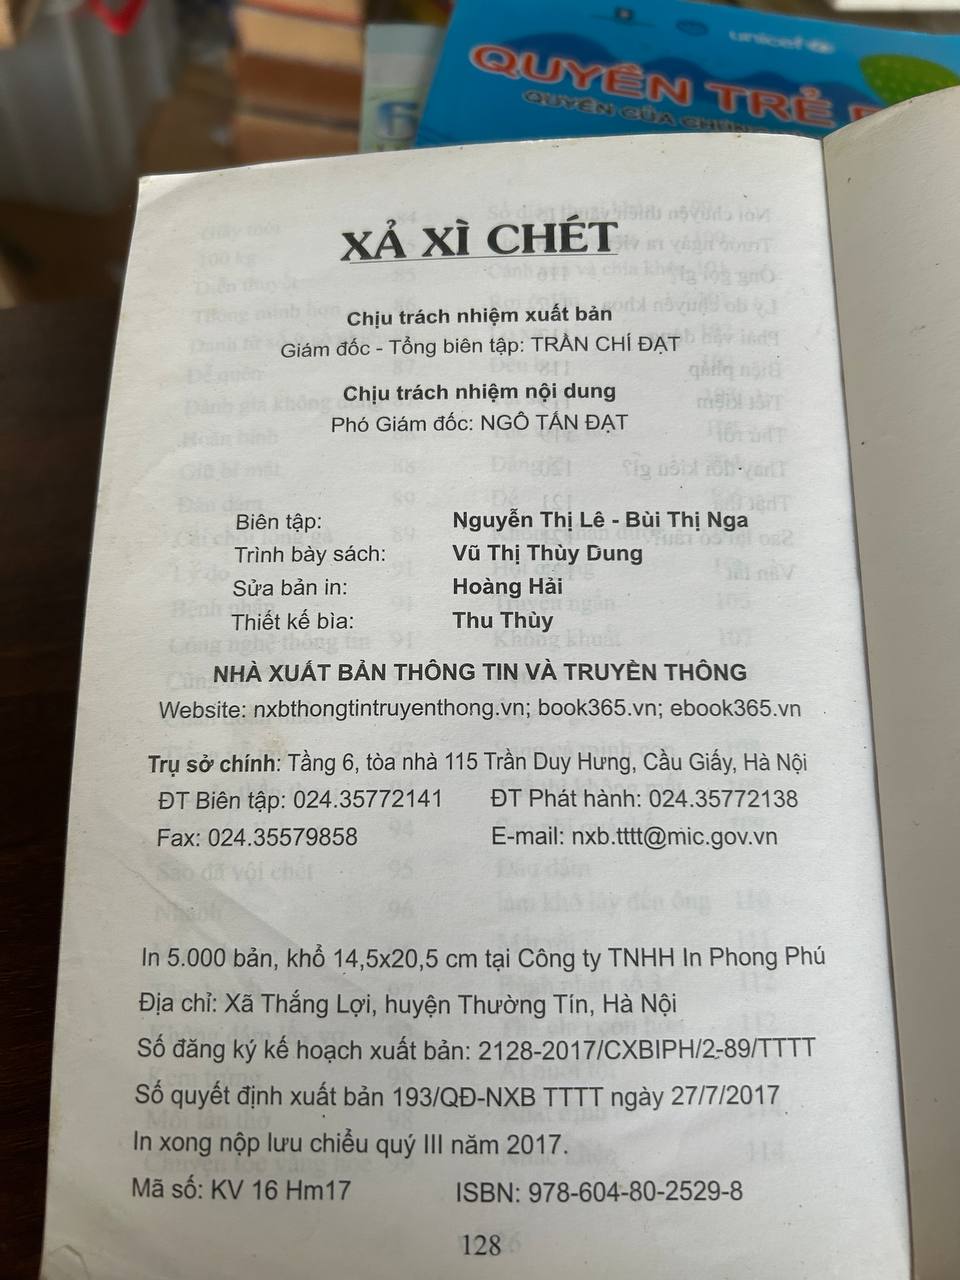 unicef
QUYỀN TRẺ
QUYỀN CỦA CHÚNG
XẢ XÌ CHÉT
Chịu trách nhiệm xuất bản
Giám đốc - Tổng biên tập: TRẦN CHÍ ĐẠT
Chịu trách nhiệm nội dung
Phó Giám đốc: NGÔ TẤN ĐẠT
Biên tập: Nguyễn Thị Lê - Bùi Thị Nga
Trình bày sách: Vũ Thị Thùy Dung
Sửa bản in: Hoàng Hải
Thiết kế bìa: Thu Thùy
NHÀ XUẤT BẢN THÔNG TIN VÀ TRUYỀN THÔNG
Website: nxbthongtintruyenthong.vn; book365.vn; ebook365.vn
Trụ sở chính: Tầng 6, tòa nhà 115 Trần Duy Hưng, Cầu Giấy, Hà Nội
ĐT Biên tập: 024.35772141 ĐT Phát hành: 024.35772138
Fax: 024.35579858 E-mail: nxb.tttt@mic.gov.vn
In 5.000 bản, khổ 14,5x20,5 cm tại Công ty TNHH In Phong Phú
Địa chỉ: Xã Thắng Lợi, huyện Thường Tín, Hà Nội
Số đăng ký kế hoạch xuất bản: 2128-2017/CXBIPH/2-89/TTTT
Số quyết định xuất bản 193/QĐ-NXB TTTT ngày 27/7/2017
In xong nộp lưu chiểu quý III năm 2017.
Mã số: KV 16 Hm17 ISBN: 978-604-80-2529-8
128